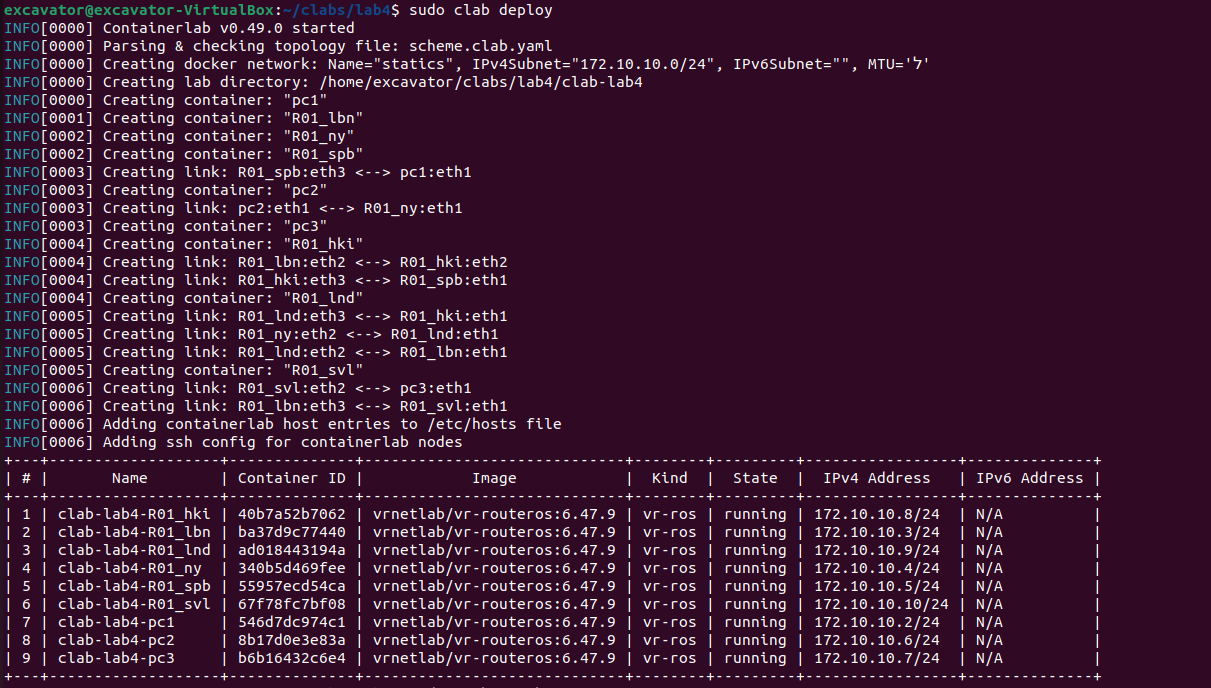 excavator@excavator-VirtualBox:~/clabs/lab4$ sudo clab deploy
INFO[0000] Containerlab v0.49.0 started
INFO[0000] Parsing & checking topology file: scheme.clab.yaml
INFO[0000] Creating docker network: Name="statics", IPv4Subnet="172.10.10.0/24", IPv6Subnet="", MTU='ל'
INFO[0000] Creating lab directory: /home/excavator/clabs/lab4/clab-lab4
INFO[0000] Creating container: "pc1"
INFO[0001] Creating container: "R01_lbn"
INFO[0002] Creating container: "R01_ny"
INFO[0002] Creating container: "R01_spb"
INFO[0003] Creating link: R01_spb:eth3 <--> pc1:eth1
INFO[0003] Creating container: "pc2"
INFO[0003] Creating link: pc2:eth1 <--> R01_ny:eth1
INFO[0003] Creating container: "pc3"
INFO[0004] Creating container: "R01_hki"
INFO[0004] Creating link: R01_lbn:eth2 <--> R01_hki:eth2
INFO[0004] Creating link: R01_hki:eth3 <--> R01_spb:eth1
INFO[0004] Creating container: "R01_lnd"
INFO[0005] Creating link: R01_lnd:eth3 <--> R01_hki:eth1
INFO[0005] Creating link: R01_ny:eth2 <--> R01_lnd:eth1
INFO[0005] Creating link: R01_lnd:eth2 <--> R01_lbn:eth1
INFO[0005] Creating container: "R01_svl"
INFO[0006] Creating link: R01_svl:eth2 <--> pc3:eth1
INFO[0006] Creating link: R01_lbn:eth3 <--> R01_svl:eth1
INFO[0006] Adding containerlab host entries to /etc/hosts file
INFO[0006] Adding ssh config for containerlab nodes
+---+-------------------+--------------+-----------------------------+--------+---------+-----------------+--------------+
| # | Name | Container ID | Image | Kind | State | IPv4 Address | IPv6 Address |
+---+-------------------+--------------+-----------------------------+--------+---------+-----------------+--------------+
| 1 | clab-lab4-R01_hki | 40b7a52b7062 | vrnetlab/vr-routeros:6.47.9 | vr-ros | running | 172.10.10.8/24 | N/A |
| 2 | clab-lab4-R01_lbn | ba37d9c77440 | vrnetlab/vr-routeros:6.47.9 | vr-ros | running | 172.10.10.3/24 | N/A |
| 3 | clab-lab4-R01_lnd | ad018443194a | vrnetlab/vr-routeros:6.47.9 | vr-ros | running | 172.10.10.9/24 | N/A |
| 4 | clab-lab4-R01_ny | 340b5d469fee | vrnetlab/vr-routeros:6.47.9 | vr-ros | running | 172.10.10.4/24 | N/A |
| 5 | clab-lab4-R01_spb | 55957ecd54ca | vrnetlab/vr-routeros:6.47.9 | vr-ros | running | 172.10.10.5/24 | N/A |
| 6 | clab-lab4-R01_svl | 67f78fc7bf08 | vrnetlab/vr-routeros:6.47.9 | vr-ros | running | 172.10.10.10/24 | N/A |
| 7 | clab-lab4-pc1 | 546d7dc974c1 | vrnetlab/vr-routeros:6.47.9 | vr-ros | running | 172.10.10.2/24 | N/A |
| 8 | clab-lab4-pc2 | 8b17d0e3e83a | vrnetlab/vr-routeros:6.47.9 | vr-ros | running | 172.10.10.6/24 | N/A |
| 9 | clab-lab4-pc3 | b6b16432c6e4 | vrnetlab/vr-routeros:6.47.9 | vr-ros | running | 172.10.10.7/24 | N/A |
+---+-------------------+--------------+-----------------------------+--------+---------+-----------------+--------------+